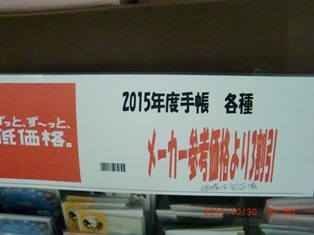 ずっと、ず～っと、
低価格。
2015年度手帳　各種
メーカー参考価格より3割引